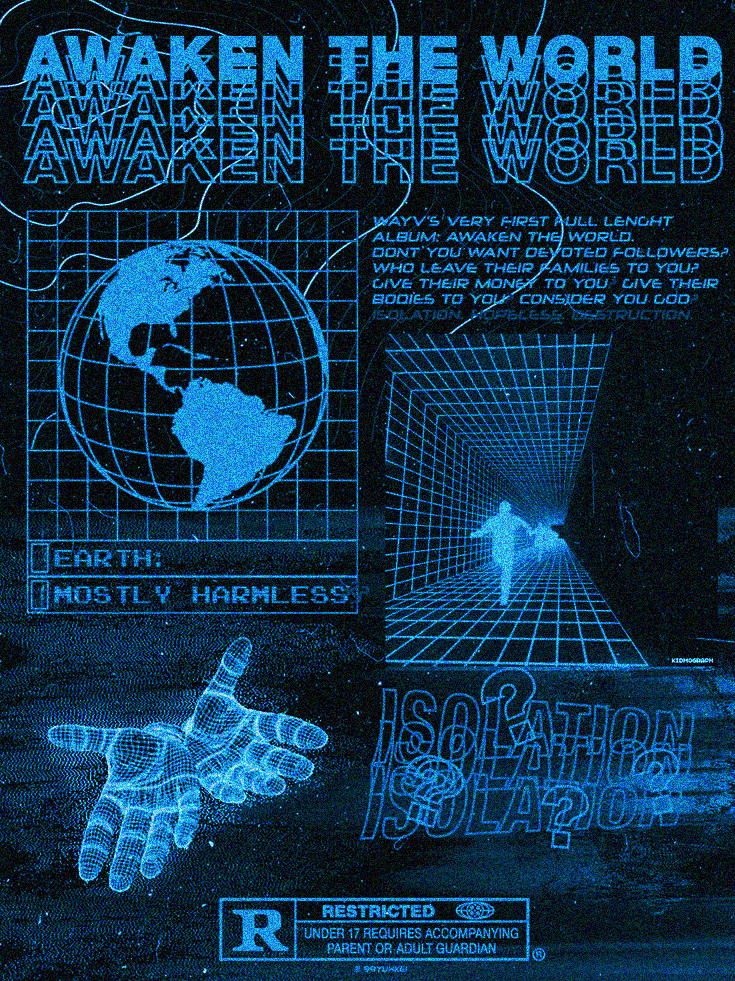 AWAKEN THE WORLD
AWAKEN THE WORLD
AWAKEN THE WORLD
AWAKEN THE WORLD
WAYV'S VERY FIRST FULL LENGHT
ALBUM: AWAKEN THE WORLD.
DONT YOU WANT DEVOTED FOLLOWERS?
WHO LEAVE THEIR FAMILIES TO YOU?
GIVE THEIR MONEY TO YOU? GIVE THEIR
BODIES TO YOU? CONSIDER YOU GOD?
ISOLATION. HOPELESS. DESTRUCTION.
EARTH:
MOSTLY HARMLESS
KIDMOGRAPH
ISOLATION
ISOLATION
?
?
?
?
R
RESTRICTED
UNDER 17 REQUIRES ACCOMPANYING
PARENT OR ADULT GUARDIAN
®